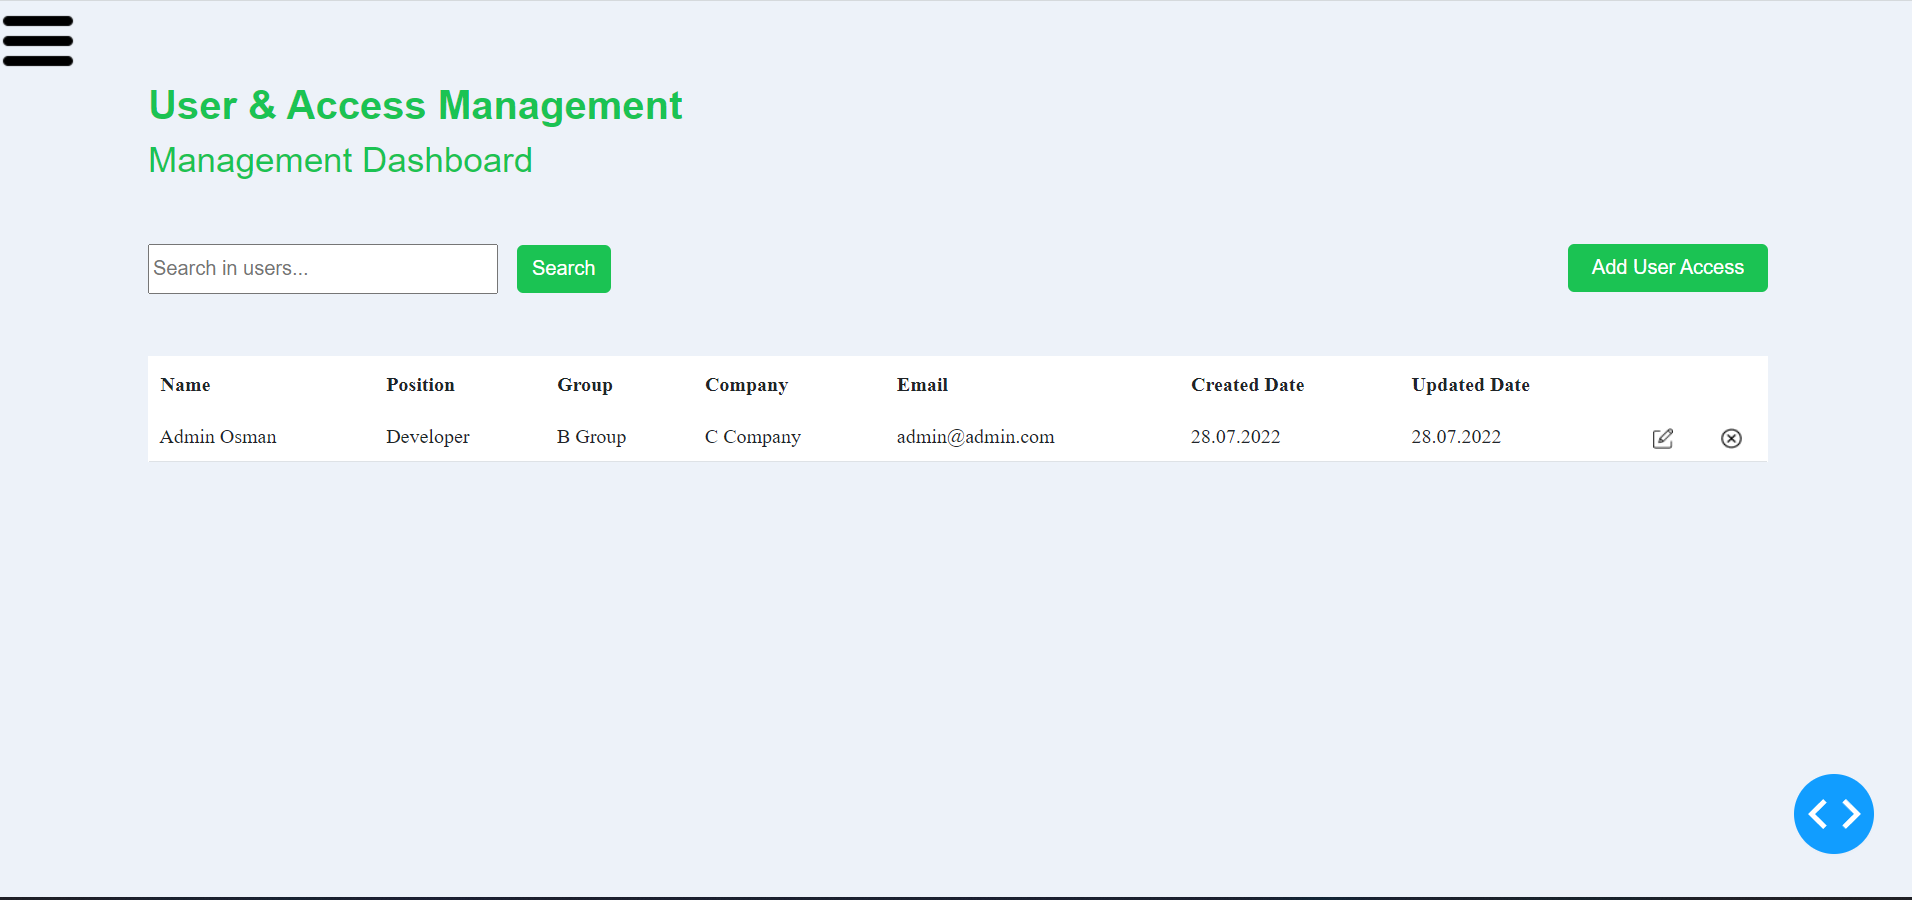 User & Access Management
Management Dashboard
Search in users...
Search
Add User Access
Name Position Group Company Email Created Date Updated Date
Admin Osman Developer B Group C Company admin@admin.com 28.07.2022 28.07.2022